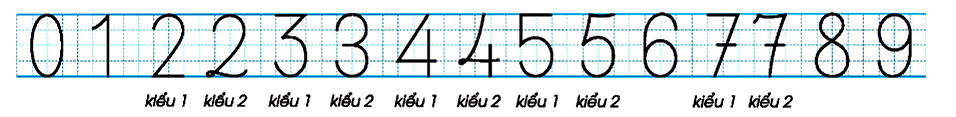 0 1 2 2 3 3 4 4 5 5 6 7 7 8 9
kiểu 1 kiểu 2 kiểu 1 kiểu 2 kiểu 1 kiểu 2 kiểu 1 kiểu 2 kiểu 1 kiểu 2